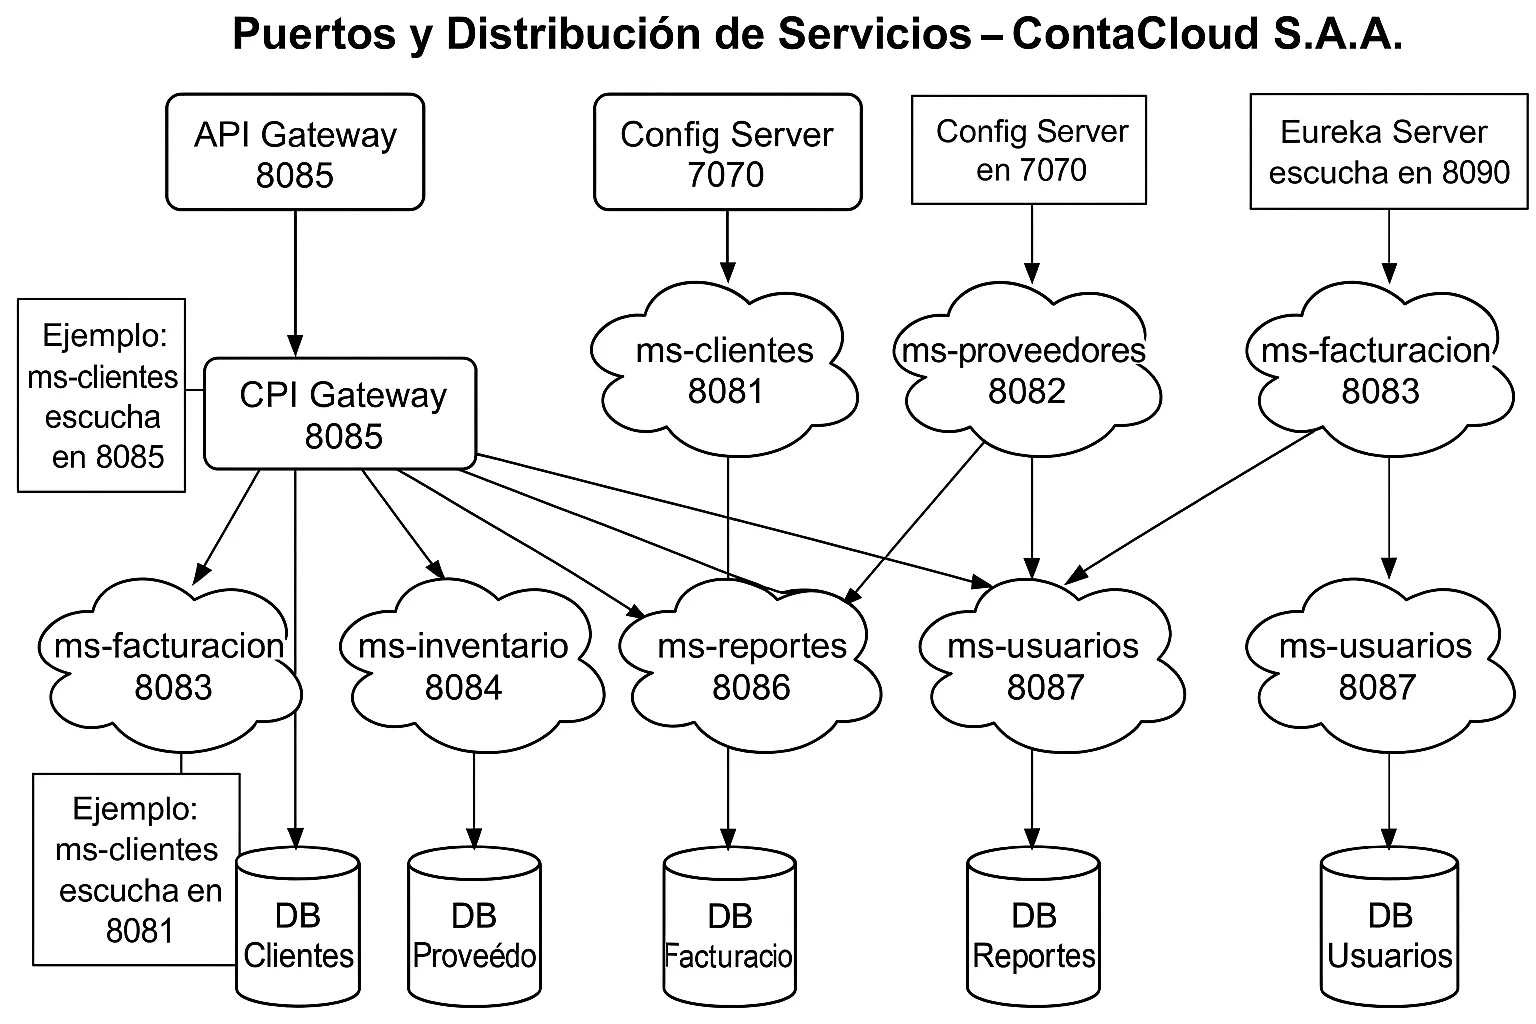 Puertos y Distribución de Servicios – ContaCloud S.A.A.
API Gateway
8085
Config Server
7070
Config Server
en 7070
Eureka Server
escucha en 8090
Ejemplo:
ms-clientes
escucha
en 8085
CPI Gateway
8085
ms-clientes
8081
ms-proveedores
8082
ms-facturacion
8083
ms-facturacion
8083
ms-inventario
8084
ms-reportes
8086
ms-usuarios
8087
ms-usuarios
8087
Ejemplo:
ms-clientes
escucha en
8081
DB
Clientes
DB
Proveédo
DB
Facturacio
DB
Reportes
DB
Usuarios